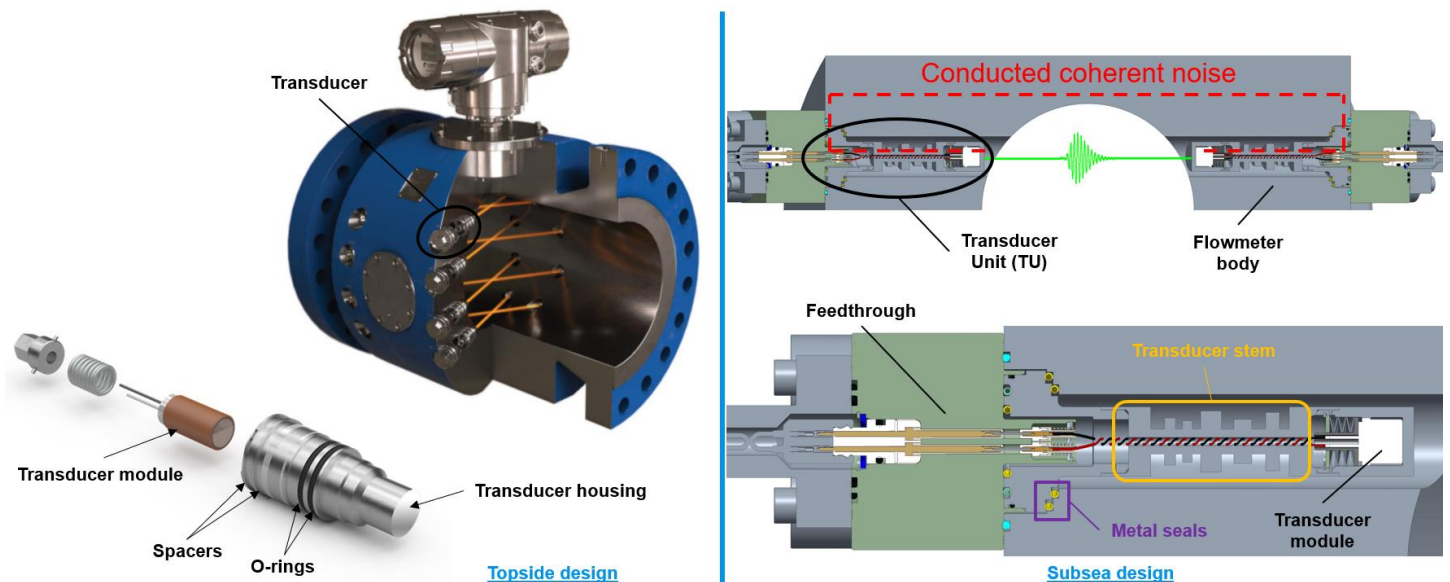 Transducer
Transducer module
Transducer housing
Spacers
O-rings
Topside design
Conducted coherent noise
Transducer
Unit (TU)
Flowmeter
body
Feedthrough
Transducer stem
Metal seals
Transducer
module
Subsea design